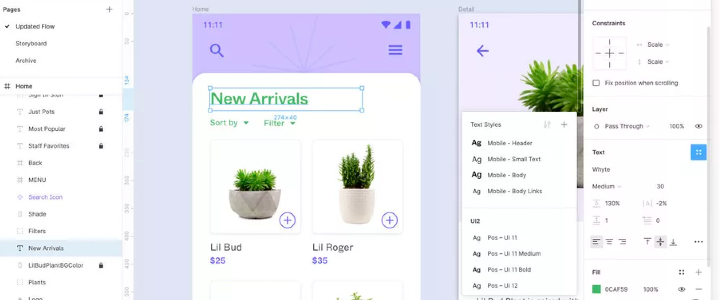 Pages
Updated Flow
Storyboard
Archive
Home
Just Pots
Most Popular
Staff Favorites
Back
MENU
Search Icon
Shade
Filters
New Arrivals
LilBudPlantBGColor
Plants
Home
11:11
New Arrivals
274×40
Sort by
Filter
Lil Bud
$25
Lil Roger
$35
Detail
11:11
Text Styles
Ag Mobile - Header
Ag Mobile - Small Text
Ag Mobile - Body
Ag Mobile - Body Links
UI2
Ag Pos – UI 11
Ag Pos – UI 11 Medium
Ag Pos – UI 11 Bold
Ag Pos – UI 12
Constraints
Scale
Scale
Fix position when scrolling
Layer
Pass Through 100%
Text
Whyte
Medium 30
130% -2%
1 0
Fill
0CAF59 100%